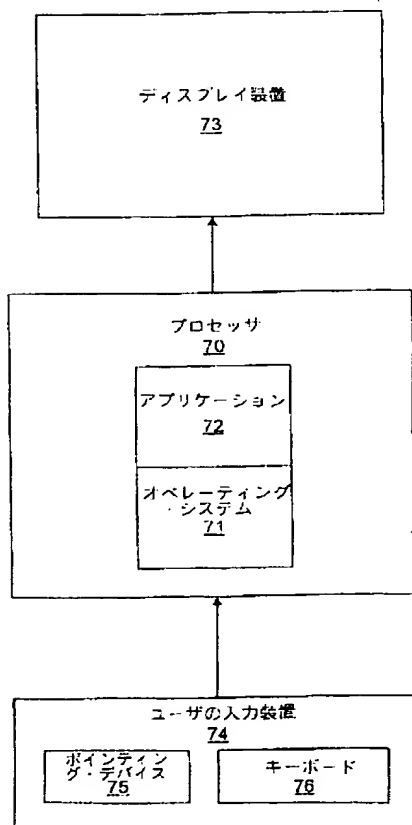 ディスプレイ装置
73
プロセッサ
70
アプリケーション
72
オペレーティング
・システム
71
ユーザの入力装置
74
ポインティン
グ・デバイス
75
キーボード
76